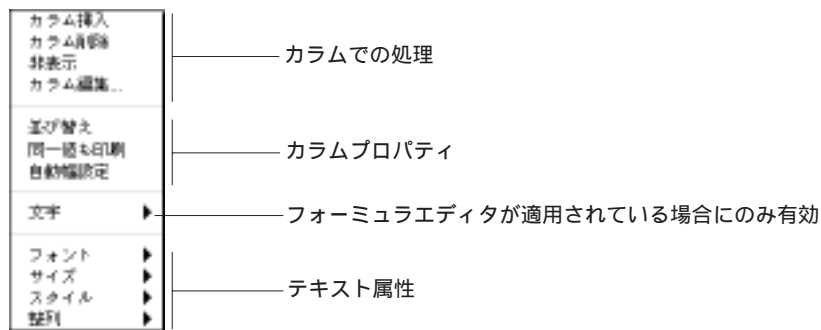 カラム挿入
カラム削除
非表示
カラム編集...
カラムでの処理
並び替え
同一値も印刷
自動幅設定
カラムプロパティ
文字
フォーミュラエディタが適用されている場合にのみ有効
フォント
サイズ
スタイル
整列
テキスト属性